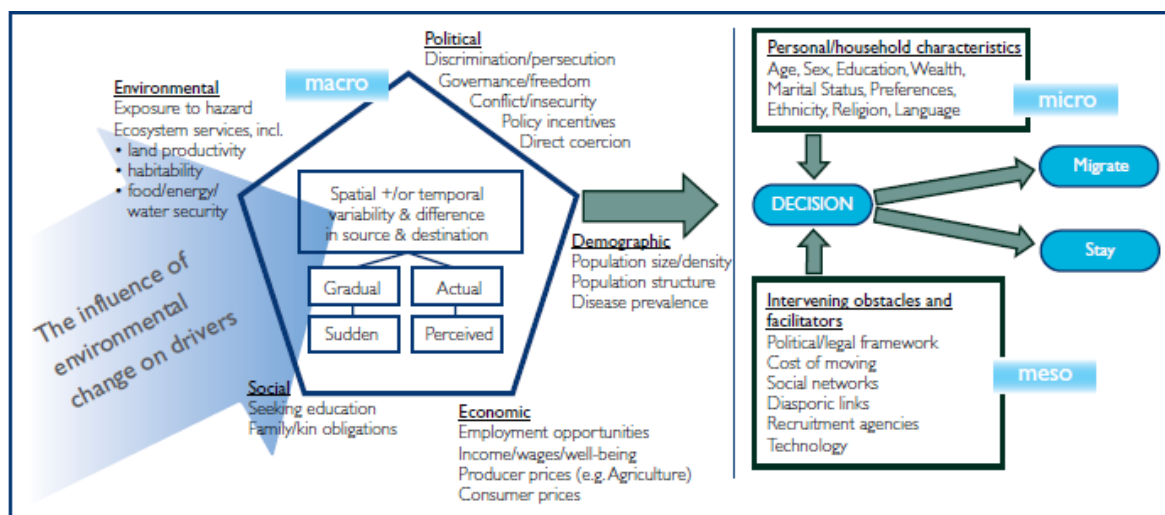 Political
Discrimination/persecution
Governance/freedom
Conflict/insecurity
Policy incentives
Direct coercion
macro
Environmental
Exposure to hazard
Ecosystem services, incl.
• land productivity
• habitability
• food/energy/
water security
The influence of
environmental
change on drivers
Spatial +/or temporal
variability & difference
in source & destination
Gradual
Actual
Sudden
Perceived
Demographic
Population size/density
Population structure
Disease prevalence
Social
Seeking education
Family/kin obligations
Economic
Employment opportunities
Income/wages/well-being
Producer prices (e.g. Agriculture)
Consumer prices
Personal/household characteristics
Age, Sex, Education, Wealth,
Marital Status, Preferences,
Ethnicity, Religion, Language
micro
DECISION
Migrate
Stay
Intervening obstacles and
facilitators
Political/legal framework
Cost of moving
Social networks
Diasporic links
Recruitment agencies
Technology
meso